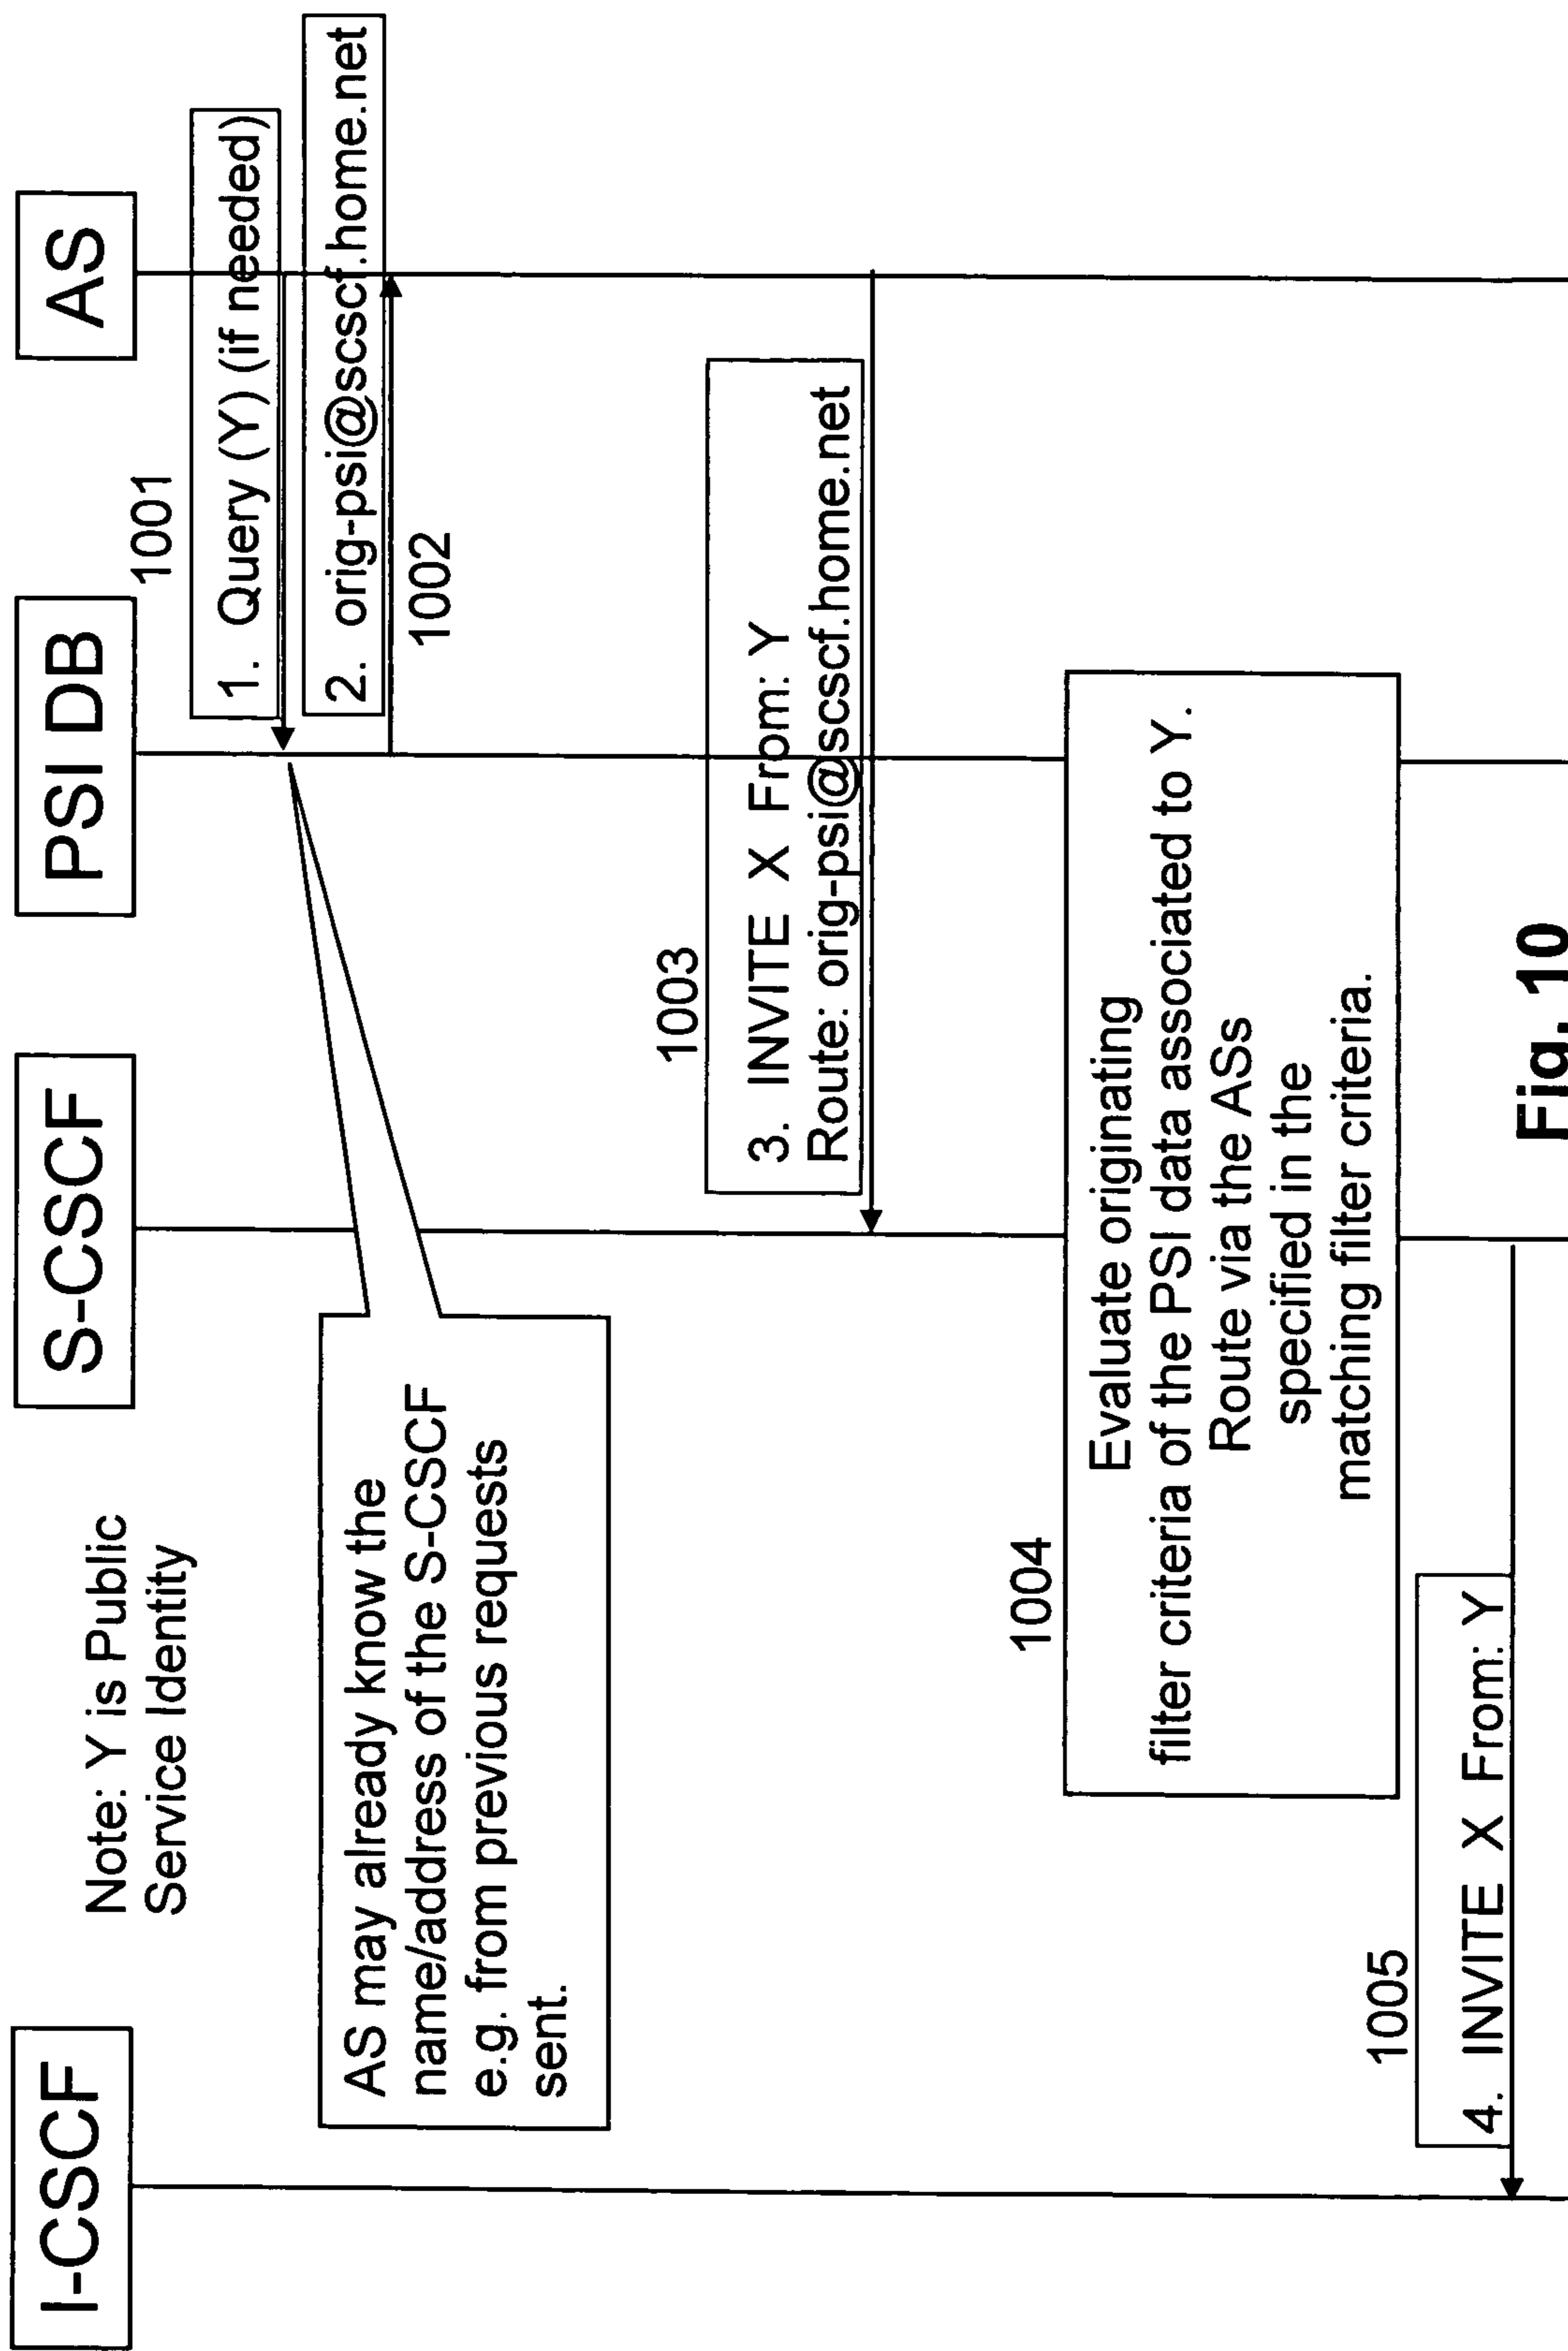 I-CSCF
S-CSCF
PSI DB
AS
Note: Y is Public
Service Identity
1001
1. Query (Y) (if needed)
2. orig-psi@scscf.home.net
1002
AS may already know the
name/address of the S-CSCF
e.g. from previous requests
sent.
1003
3. INVITE X From: Y
Route: orig-psi@scscf.home.net
1004
Evaluate originating
filter criteria of the PSI data associated to Y.
Route via the ASs
specified in the
matching filter criteria.
1005
4. INVITE X From: Y
Fig. 10